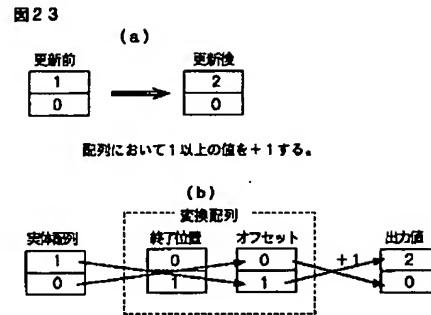 図23
(a)
更新前 更新後
1 2
0 0
配列において1以上の値を+1する。
(b)
変換配列
実体配列 終了位置 オフセット +1 出力値
1 0 0 2
0 1 1 0